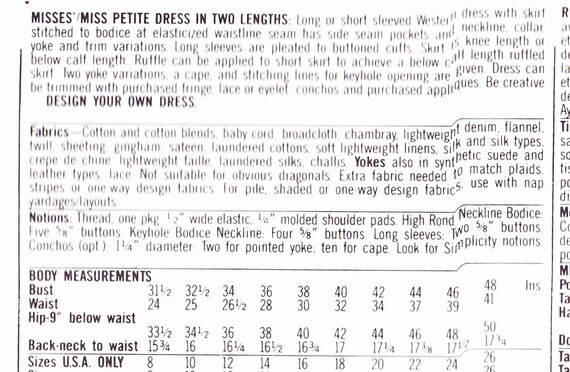 MISSES'/MISS PETITE DRESS IN TWO LENGTHS: Long or short sleeved Western dress with skirt
stitched to bodice at elasticized waistline seam has side seam pockets and neckline, collar,
yoke and trim variations. Long sleeves are pleated to buttoned cuffs. Skirt is knee length or
below calf length. Ruffle can be applied to short skirt to achieve a below calf length ruffled
skirt. Two yoke variations, a cape, and stitching lines for keyhole opening are given. Dress can
be trimmed with purchased fringe, lace or eyelet, conchos and purchased appliques. Be creative
DESIGN YOUR OWN DRESS.
Fabrics—Cotton and cotton blends, baby cord, broadcloth, chambray, lightweight denim, flannel,
twill, sheeting, gingham, sateen, laundered cottons, soft lightweight linens, silk and silk types,
crepe de chine, lightweight faille, laundered silks, challis. Yokes also in synthetic suede and
leather types, lace. Not suitable for obvious diagonals. Extra fabric needed to match plaids,
stripes or one way design fabrics. For pile, shaded or one-way design fabrics, use with nap
yardages/layouts.
Notions: Thread, one pkg. 1/2" wide elastic, 1/4" molded shoulder pads. High Rond Neckline Bodice:
Five 5/8" buttons. Keyhole Bodice Neckline: Four 5/8" buttons. Long sleeves: Two 5/8" buttons.
Conchos (opt.): 1 1/4" diameter: Two for pointed yoke; ten for cape. Look for Simplicity notions.
BODY MEASUREMENTS
Bust 31 1/2 32 1/2 34 36 38 40 42 44 46 48 Ins
Waist 24 25 26 1/2 28 30 32 34 37 39 41
Hip-9" below waist
33 1/2 34 1/2 36 38 40 42 44 46 48 50
Back-neck to waist 15 3/4 16 16 1/4 16 1/2 16 3/4 17 17 1/4 17 3/8 17 1/2 17 3/4
Sizes U.S.A. ONLY 8 10 12 14 16 18 20 22 24 26